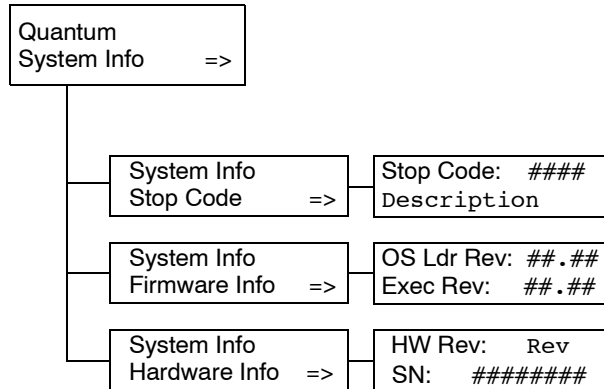 Quantum
System Info =>
System Info
Stop Code =>
Stop Code: ####
Description
System Info
Firmware Info =>
OS Ldr Rev: ##.##
Exec Rev: ##.##
System Info
Hardware Info =>
HW Rev: Rev
SN: ########